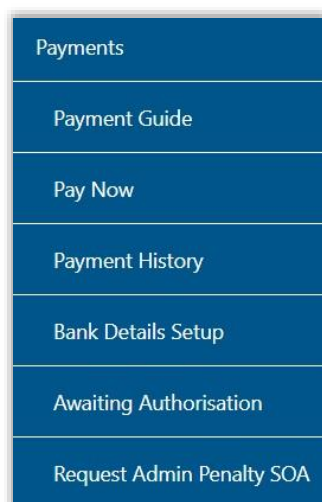 Payments
Payment Guide
Pay Now
Payment History
Bank Details Setup
Awaiting Authorisation
Request Admin Penalty SOA